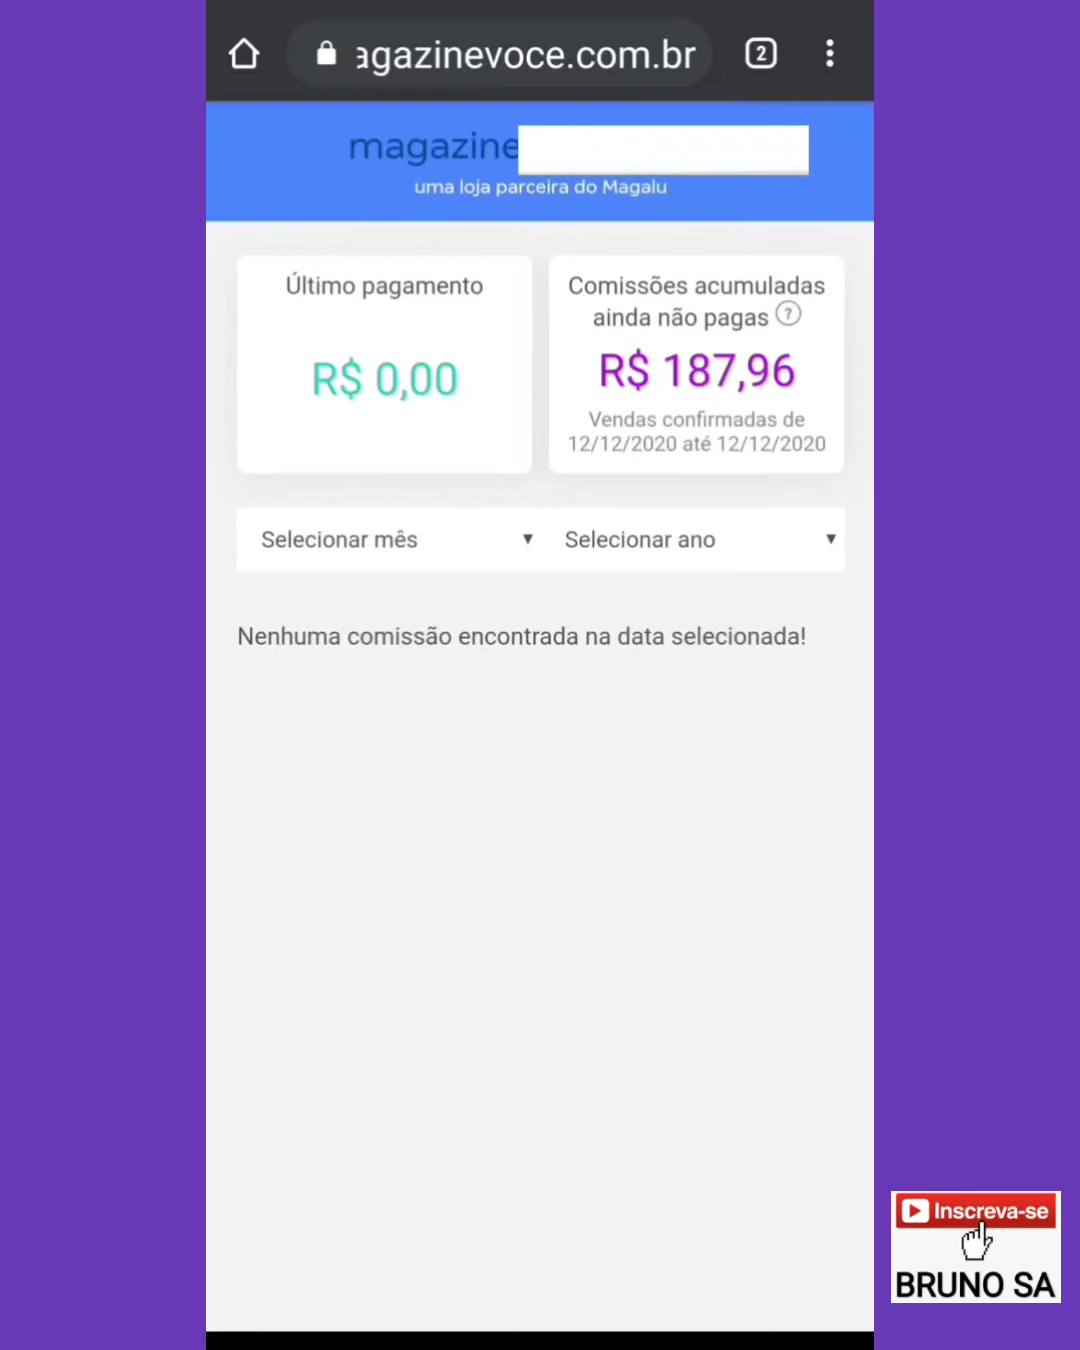 agazinevoce.com.br
2
magazine
uma loja parceira do Magalu
Último pagamento
R$ 0,00
Comissões acumuladas
ainda não pagas ?
R$ 187,96
Vendas confirmadas de
12/12/2020 até 12/12/2020
Selecionar mês
Selecionar ano
Nenhuma comissão encontrada na data selecionada!
Inscreva-se
BRUNO SA